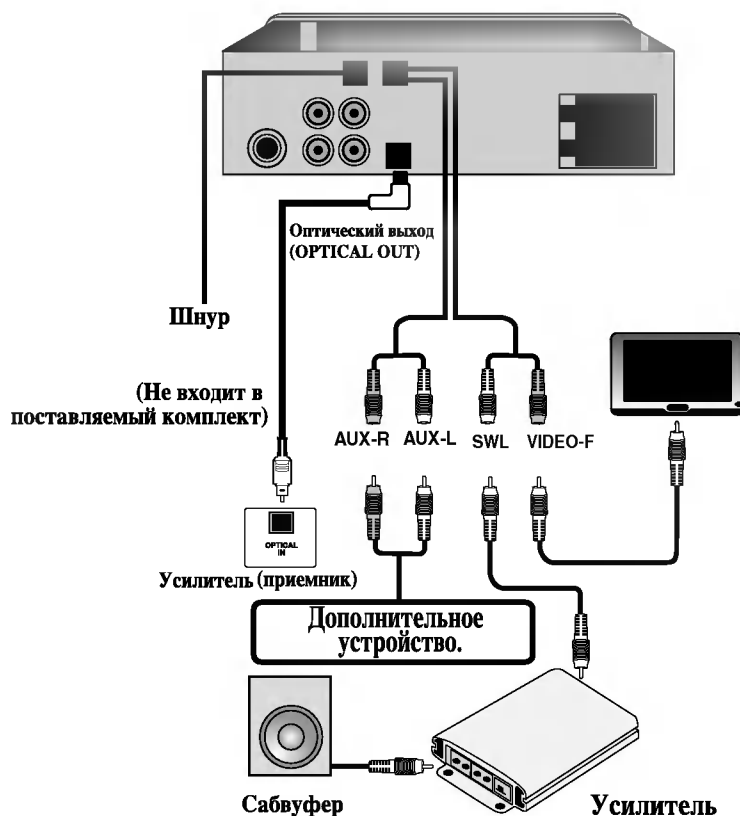 Оптический выход
(OPTICAL OUT)
Шнур
(Не входит в
поставляемый комплект)
AUX-R AUX-L SWL VIDEO-F
OPTICAL
IN
Усилитель (приемник)
Дополнительное
устройство.
Сабвуфер
Усилитель